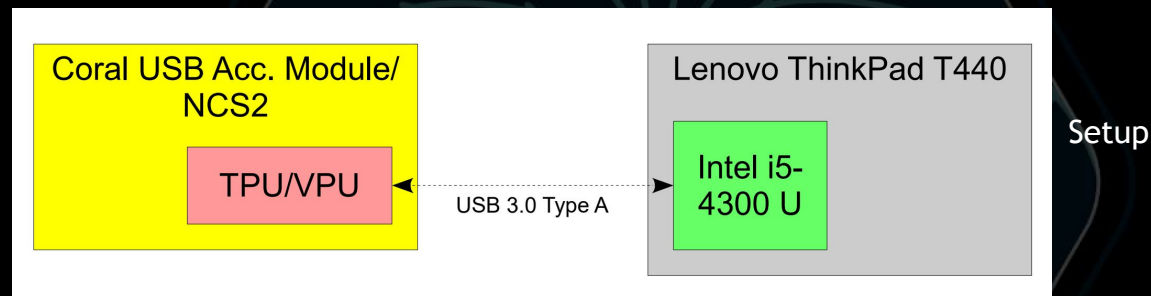 Coral USB Acc. Module/
NCS2
TPU/VPU
USB 3.0 Type A
Lenovo ThinkPad T440
Intel i5-
4300 U
Setup